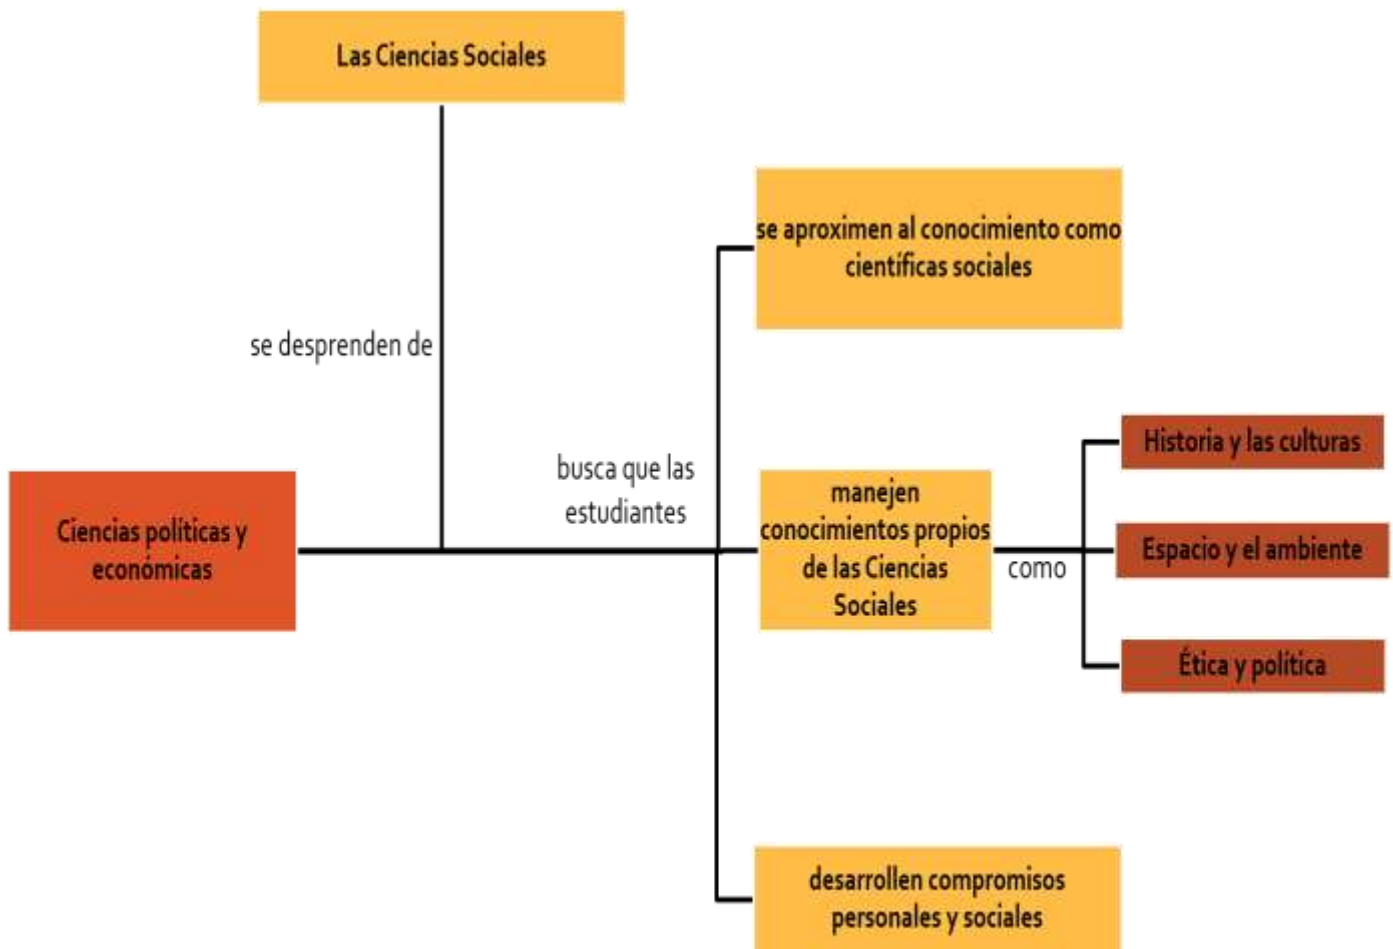 Las Ciencias Sociales
se aproximen al conocimiento como
científicas sociales
se desprenden de
busca que las
estudiantes
Ciencias políticas y
económicas
manejen
conocimientos propios
de las Ciencias
Sociales
como
Historia y las culturas
Espacio y el ambiente
Ética y política
desarrollen compromisos
personales y sociales